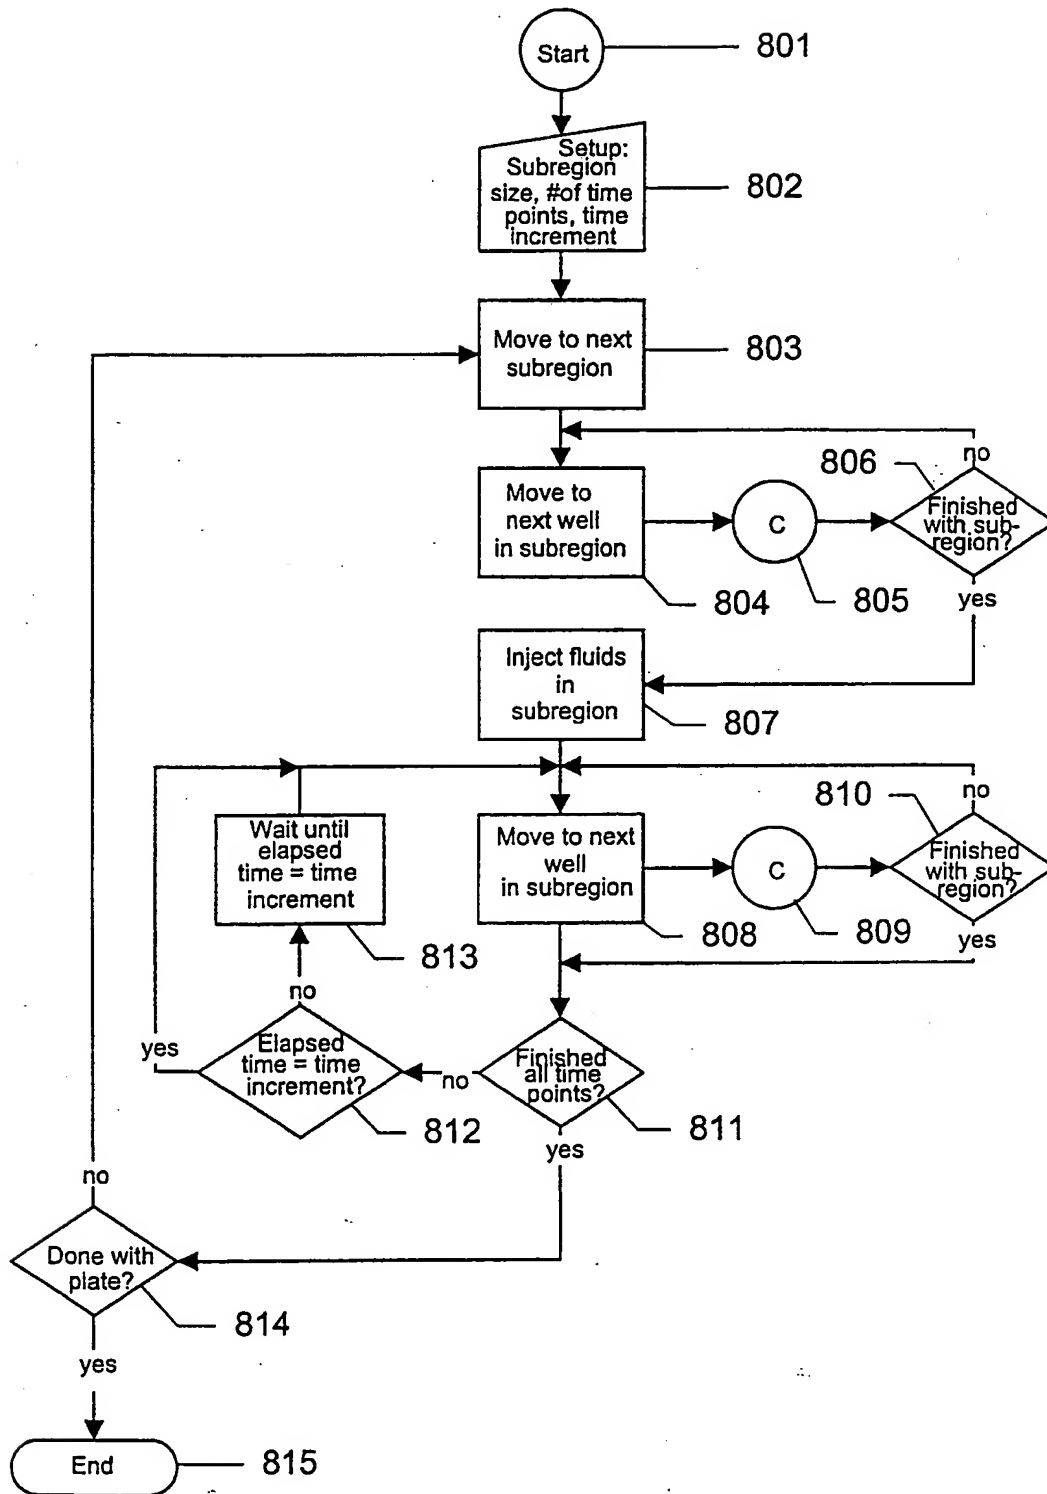 Start
801
Setup:
Subregion
size, #of time
points, time
increment
802
Move to next
subregion
803
no
806
Move to
next well
in subregion
C
Finished
with sub-
region?
804
805
yes
Inject fluids
in
subregion
807
no
810
Wait until
elapsed
time = time
increment
Move to next
well
in subregion
C
Finished
with sub-
region?
813
808
809
yes
no
yes
Elapsed
time = time
increment?
no
Finished
all time
points?
812
811
yes
no
Done with
plate?
814
yes
End
815